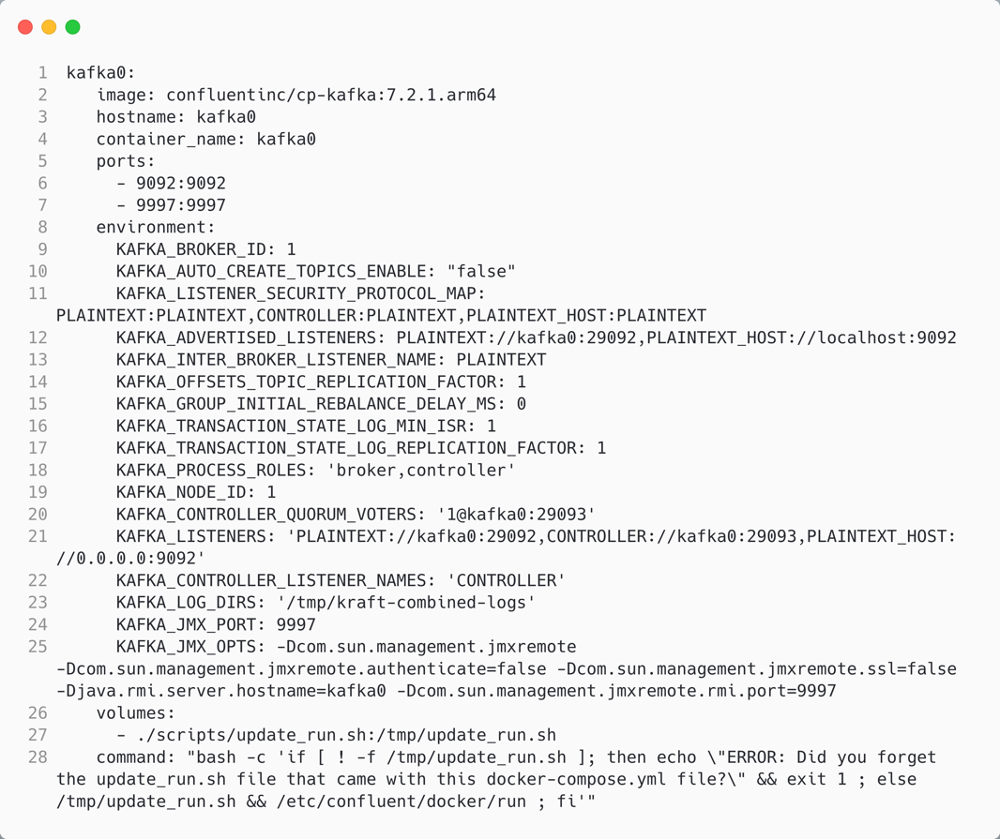 1 kafka0:
2 image: confluentinc/cp-kafka:7.2.1.arm64
3 hostname: kafka0
4 container_name: kafka0
5 ports:
6 - 9092:9092
7 - 9997:9997
8 environment:
9 KAFKA_BROKER_ID: 1
10 KAFKA_AUTO_CREATE_TOPICS_ENABLE: "false"
11 KAFKA_LISTENER_SECURITY_PROTOCOL_MAP:
PLAINTEXT:PLAINTEXT,CONTROLLER:PLAINTEXT,PLAINTEXT_HOST:PLAINTEXT
12 KAFKA_ADVERTISED_LISTENERS: PLAINTEXT://kafka0:29092,PLAINTEXT_HOST://localhost:9092
13 KAFKA_INTER_BROKER_LISTENER_NAME: PLAINTEXT
14 KAFKA_OFFSETS_TOPIC_REPLICATION_FACTOR: 1
15 KAFKA_GROUP_INITIAL_REBALANCE_DELAY_MS: 0
16 KAFKA_TRANSACTION_STATE_LOG_MIN_ISR: 1
17 KAFKA_TRANSACTION_STATE_LOG_REPLICATION_FACTOR: 1
18 KAFKA_PROCESS_ROLES: 'broker,controller'
19 KAFKA_NODE_ID: 1
20 KAFKA_CONTROLLER_QUORUM_VOTERS: '1@kafka0:29093'
21 KAFKA_LISTENERS: 'PLAINTEXT://kafka0:29092,CONTROLLER://kafka0:29093,PLAINTEXT_HOST:
//0.0.0.0:9092'
22 KAFKA_CONTROLLER_LISTENER_NAMES: 'CONTROLLER'
23 KAFKA_LOG_DIRS: '/tmp/kraft-combined-logs'
24 KAFKA_JMX_PORT: 9997
25 KAFKA_JMX_OPTS: -Dcom.sun.management.jmxremote
-Dcom.sun.management.jmxremote.authenticate=false -Dcom.sun.management.jmxremote.ssl=false
-Djava.rmi.server.hostname=kafka0 -Dcom.sun.management.jmxremote.rmi.port=9997
26 volumes:
27 - ./scripts/update_run.sh:/tmp/update_run.sh
28 command: "bash -c 'if [ ! -f /tmp/update_run.sh ]; then echo \"ERROR: Did you forget
the update_run.sh file that came with this docker-compose.yml file?\" && exit 1 ; else
/tmp/update_run.sh && /etc/confluent/docker/run ; fi'"